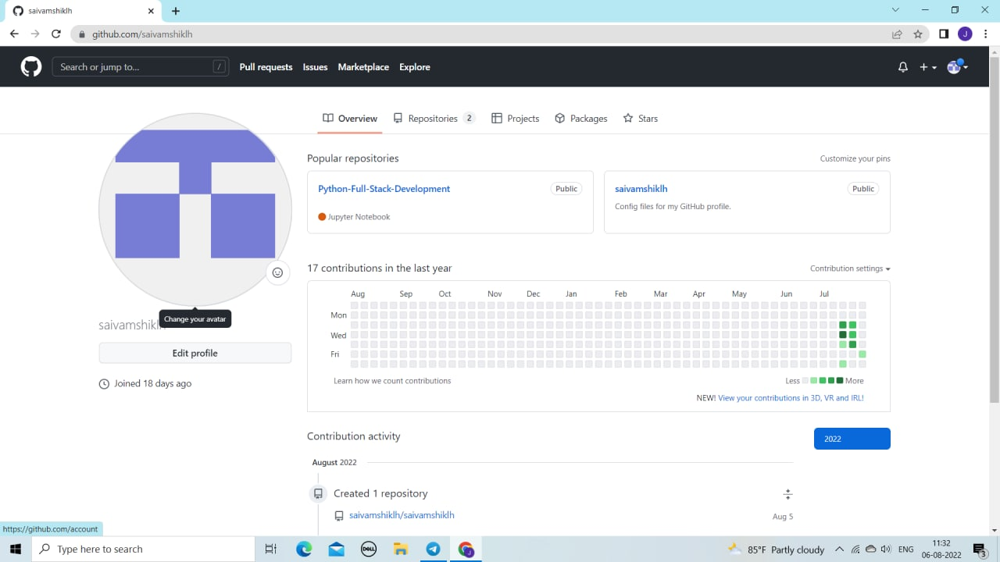 saivamshiklh
github.com/saivamshiklh
J
Search or jump to...
/
Pull requests
Issues
Marketplace
Explore
Overview
Repositories 2
Projects
Packages
Stars
Popular repositories
Customize your pins
Python-Full-Stack-Development
Public
Jupyter Notebook
saivamshiklh
Public
Config files for my GitHub profile.
Change your avatar
Edit profile
Joined 18 days ago
17 contributions in the last year
Contribution settings
Aug Sep Oct Nov Dec Jan Feb Mar Apr May Jun Jul
Mon
Wed
Fri
Learn how we count contributions
Less More
NEW! View your contributions in 3D, VR and IRL!
Contribution activity
2022
August 2022
Created 1 repository
saivamshiklh/saivamshiklh
Aug 5
https://github.com/account
Type here to search
DELL
J
85°F Partly cloudy
ENG
11:32
06-08-2022
3